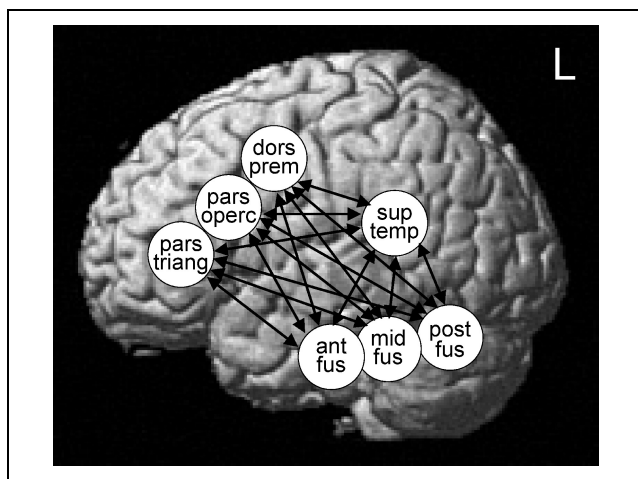 L
dors
prem
pars
operc
sup
temp
pars
triang
ant
fus
mid
fus
post
fus